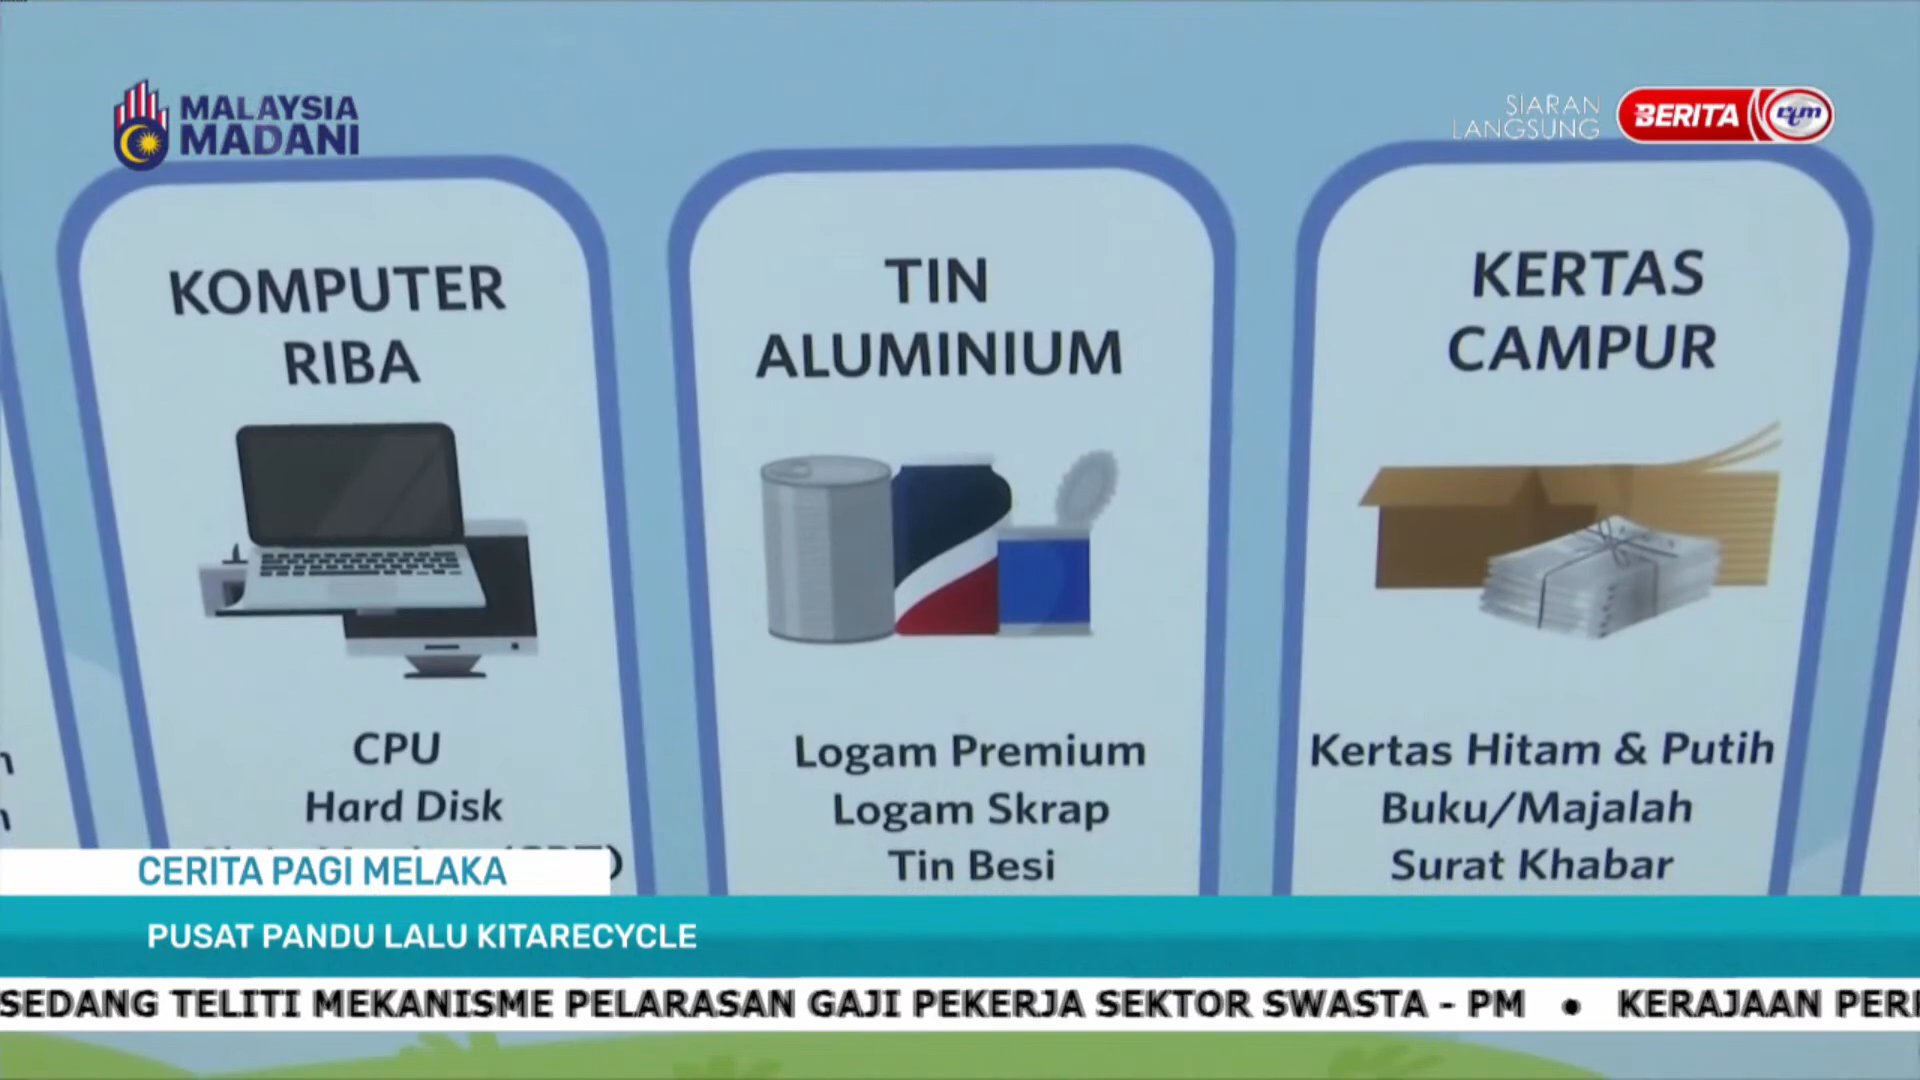 MALAYSIA
MADANI
SIARAN
LANGSUNG
BERITA rtm
KOMPUTER
RIBA
CPU
Hard Disk
TIN
ALUMINIUM
Logam Premium
Logam Skrap
Tin Besi
KERTAS
CAMPUR
Kertas Hitam & Putih
Buku/Majalah
Surat Khabar
CERITA PAGI MELAKA
PUSAT PANDU LALU KITARECYCLE
SEDANG TELITI MEKANISME PELARASAN GAJI PEKERJA SEKTOR SWASTA - PM • KERAJAAN